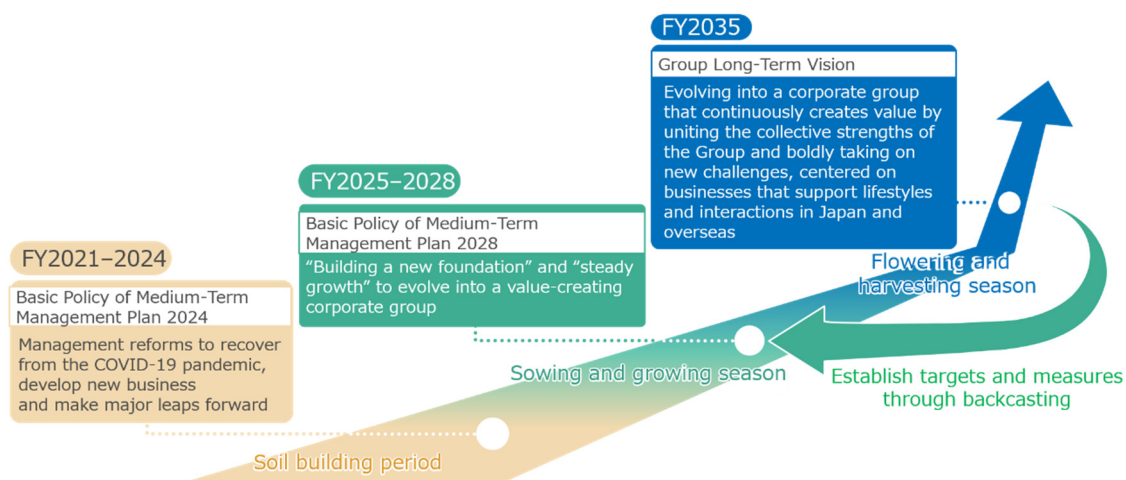 FY2021–2024
Basic Policy of Medium-Term
Management Plan 2024
Management reforms to recover
from the COVID-19 pandemic,
develop new business
and make major leaps forward
Soil building period
FY2025–2028
Basic Policy of Medium-Term
Management Plan 2028
“Building a new foundation” and “steady
growth” to evolve into a value-creating
corporate group
Sowing and growing season
FY2035
Group Long-Term Vision
Evolving into a corporate group
that continuously creates value by
uniting the collective strengths of
the Group and boldly taking on
new challenges, centered on
businesses that support lifestyles
and interactions in Japan and
overseas
Flowering and
harvesting season
Establish targets and measures
through backcasting